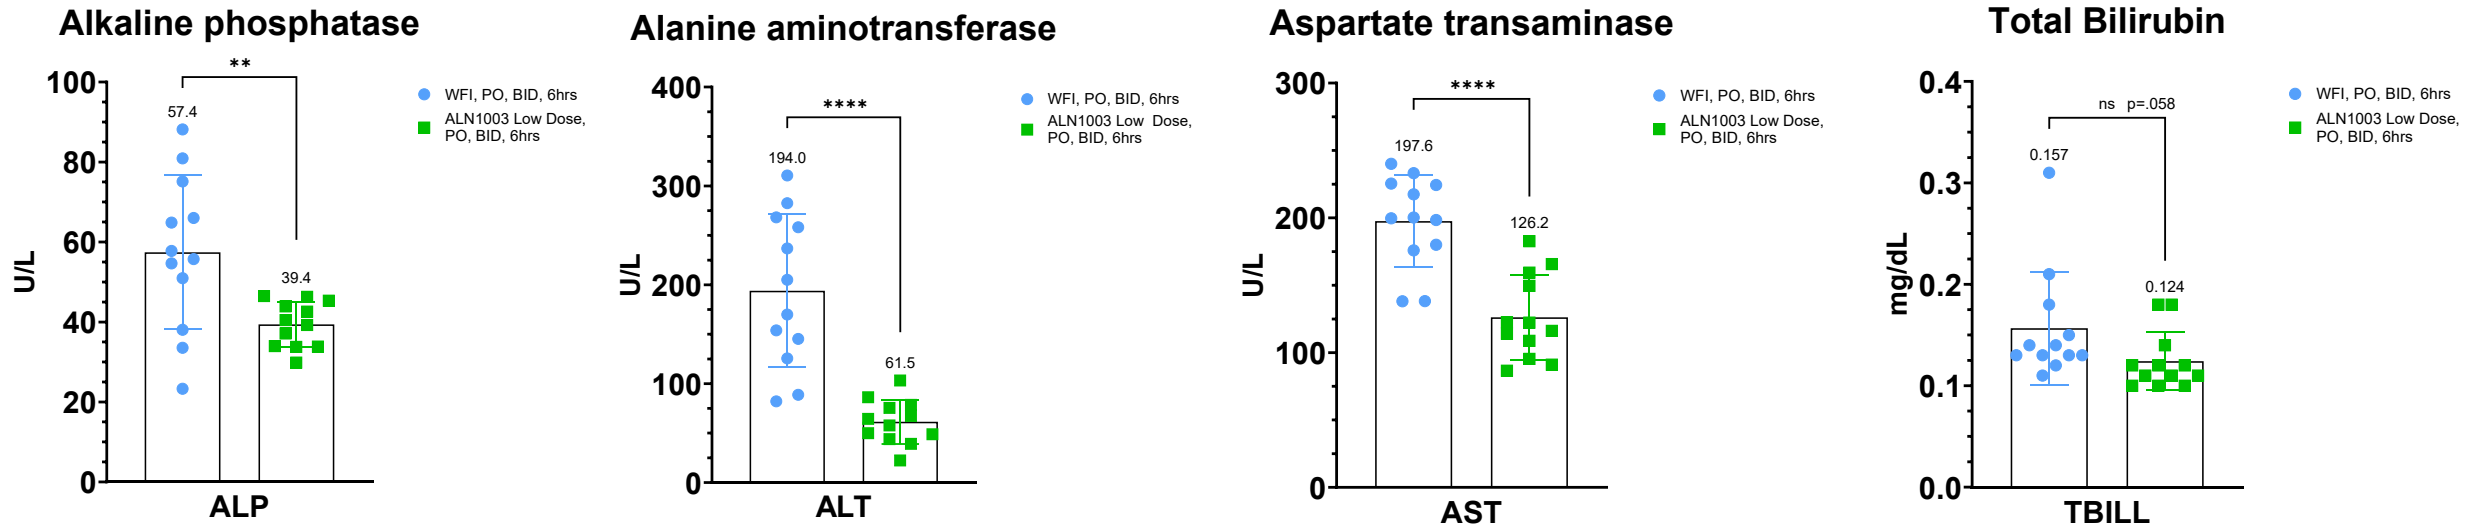 Alkaline phosphatase
**
100
80
60
40
20
0
U/L
57.4
39.4
ALP
WFI, PO, BID, 6hrs
ALN1003 Low Dose,
PO, BID, 6hrs
Alanine aminotransferase
****
400
300
200
100
0
U/L
194.0
61.5
ALT
WFI, PO, BID, 6hrs
ALN1003 Low  Dose,
PO, BID, 6hrs
Aspartate transaminase
****
300
200
100
0
U/L
197.6
126.2
AST
WFI, PO, BID, 6hrs
ALN1003 Low Dose,
PO, BID, 6hrs
Total Bilirubin
ns  p=.058
0.4
0.3
0.2
0.1
0.0
mg/dL
0.157
0.124
TBILL
WFI, PO, BID, 6hrs
ALN1003 Low Dose,
PO, BID, 6hrs